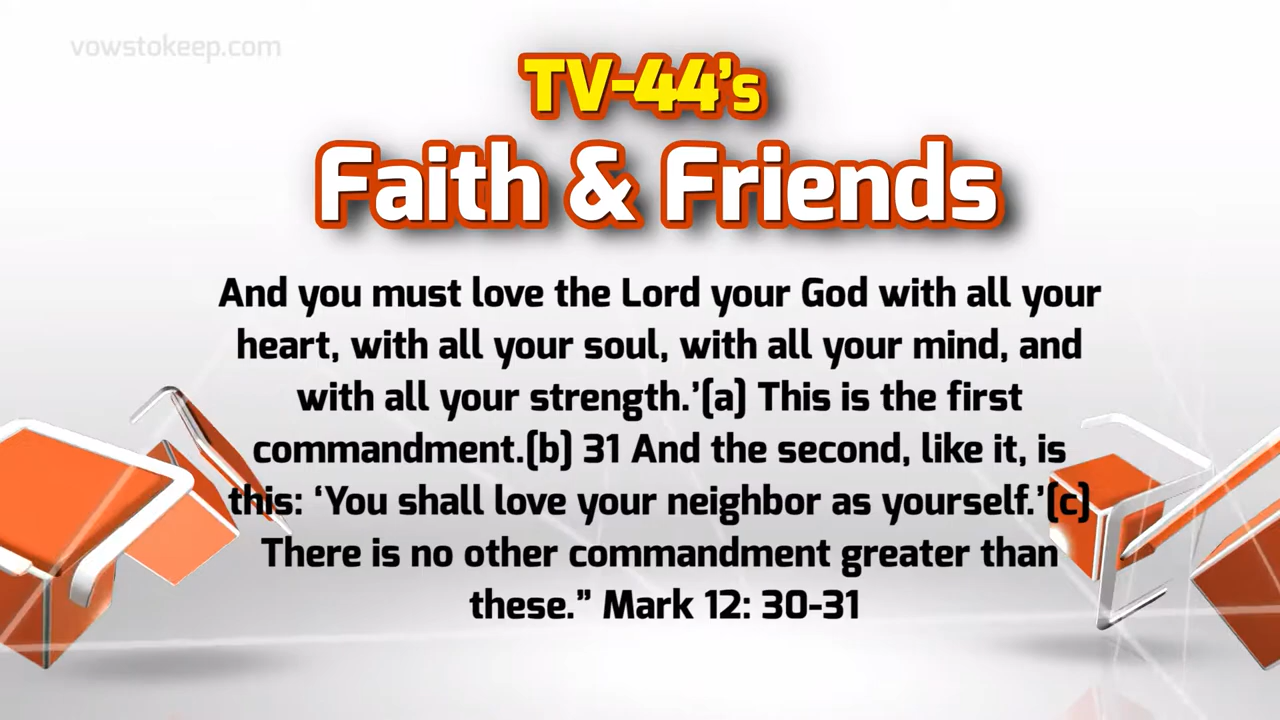 vowstokeep.com
TV-44’s
Faith & Friends
And you must love the Lord your God with all your
heart, with all your soul, with all your mind, and
with all your strength.’(a) This is the first
commandment.(b) 31 And the second, like it, is
this: ‘You shall love your neighbor as yourself.’(c)
There is no other commandment greater than
these.” Mark 12: 30-31